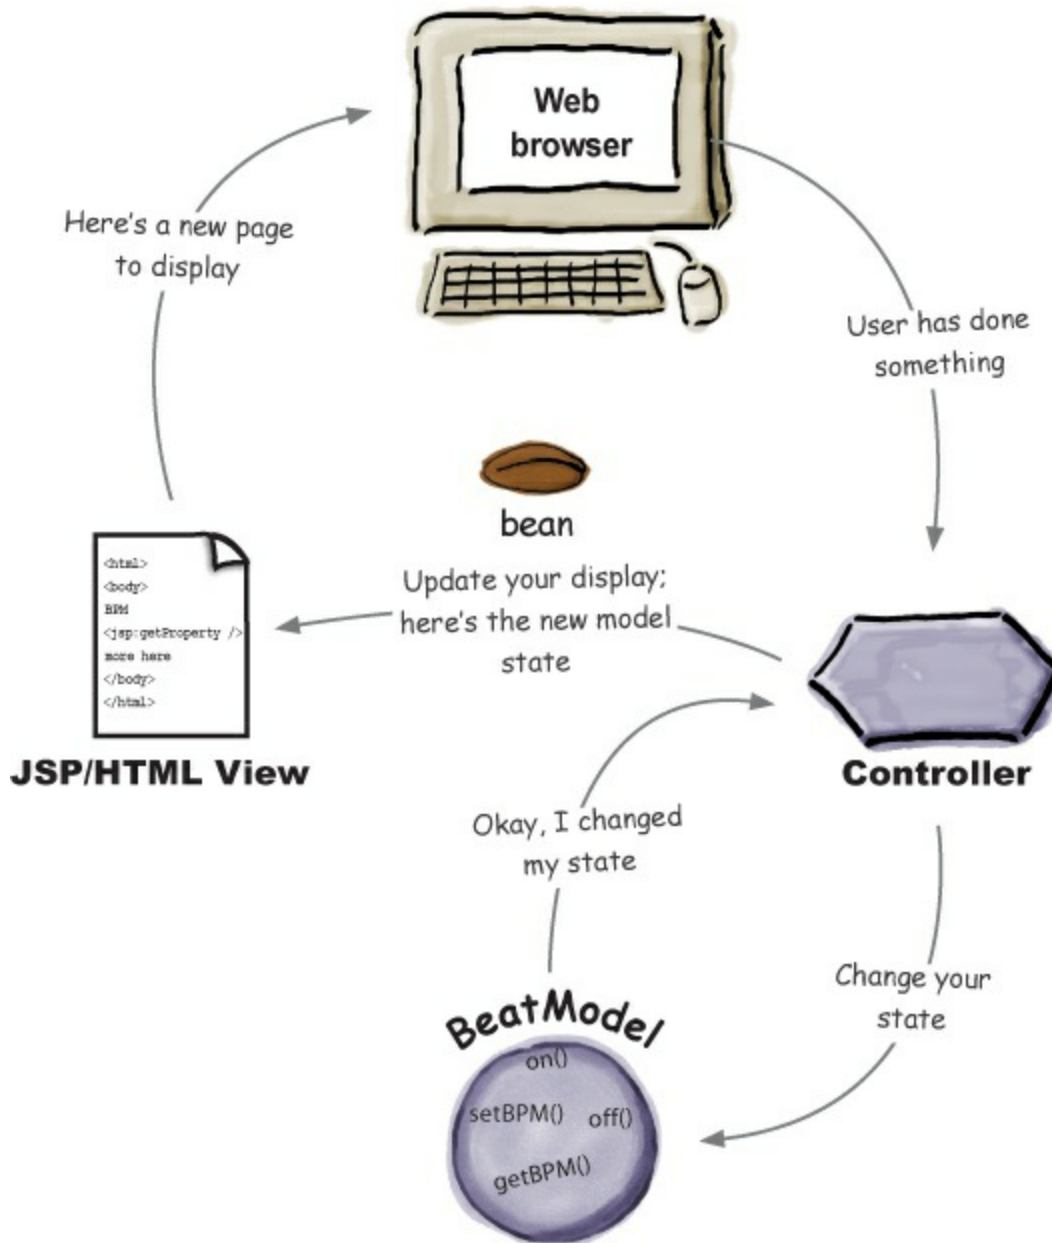 Web
browser
Here's a new page
to display
User has done
something
bean
Update your display;
here's the new model
state
<html>
<body>
BPM
<jsp:getProperty />
more here
</body>
</html>
JSP/HTML View
Controller
Okay, I changed
my state
Change your
state
BeatModel
on()
setBPM() off()
getBPM()